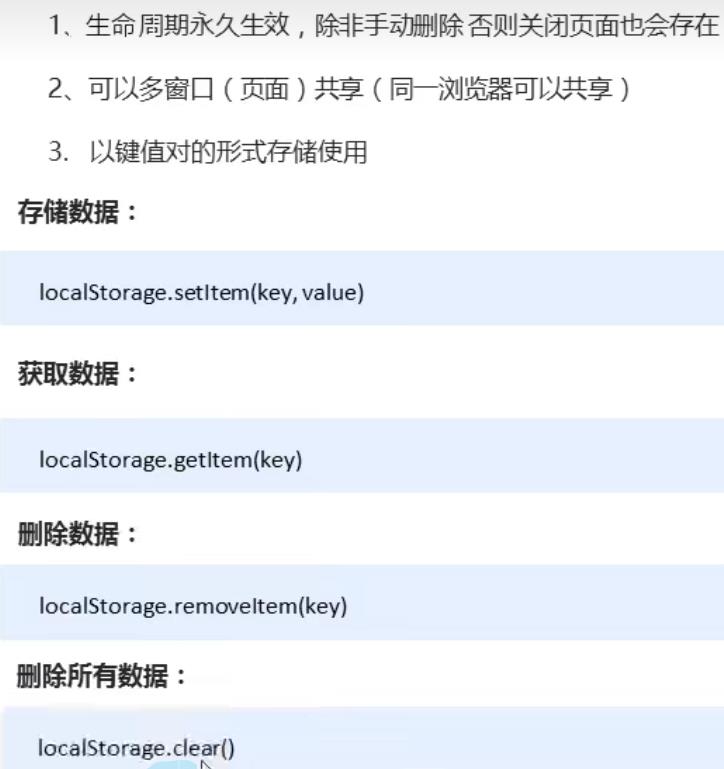 1、生命周期永久生效，除非手动删除 否则关闭页面也会存在
2、可以多窗口（页面）共享（同一浏览器可以共享）
3. 以键值对的形式存储使用
存储数据：
localStorage.setItem(key, value)
获取数据：
localStorage.getItem(key)
删除数据：
localStorage.removeItem(key)
删除所有数据：
localStorage.clear()